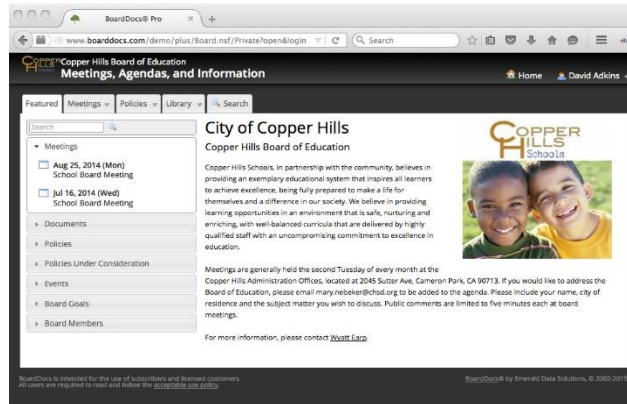 BoardDocs® Pro
www.boarddocs.com/demo/plus/Board.nsf/Private?open&login
Search
COPPER HILLS Schools
Copper Hills Board of Education
Meetings, Agendas, and Information
Home
David Adkins
Featured
Meetings
Policies
Library
Search
Search
Meetings
Aug 25, 2014 (Mon)
School Board Meeting
Jul 16, 2014 (Wed)
School Board Meeting
Documents
Policies
Policies Under Consideration
Events
Board Goals
Board Members
City of Copper Hills
Copper Hills Board of Education
COPPER
HILLS
Schools
Copper Hills Schools, in partnership with the community, believes in
providing an exemplary educational system that inspires all learners
to achieve excellence, being fully prepared to make a life for
themselves and a difference in our society. We believe in providing
learning opportunities in an environment that is safe, nurturing and
enriching, with well-balanced curricula that are delivered by highly
qualified staff with an uncompromising commitment to excellence in
education.
Meetings are generally held the second Tuesday of every month at the
Copper Hills Administration Offices, located at 2045 Sutter Ave, Cameron Park, CA 90713. If you would like to address the
Board of Education, please email mary.nebeker@chsd.org to be added to the agenda. Please include your name, city of
residence and the subject matter you wish to discuss. Public comments are limited to five minutes each at board
meetings.
For more information, please contact Wyatt Earp.
BoardDocs is intended for the use of subscribers and licensed customers.
All users are required to read and follow the acceptable use policy.
BoardDocs® by Emerald Data Solutions, © 2002-2015